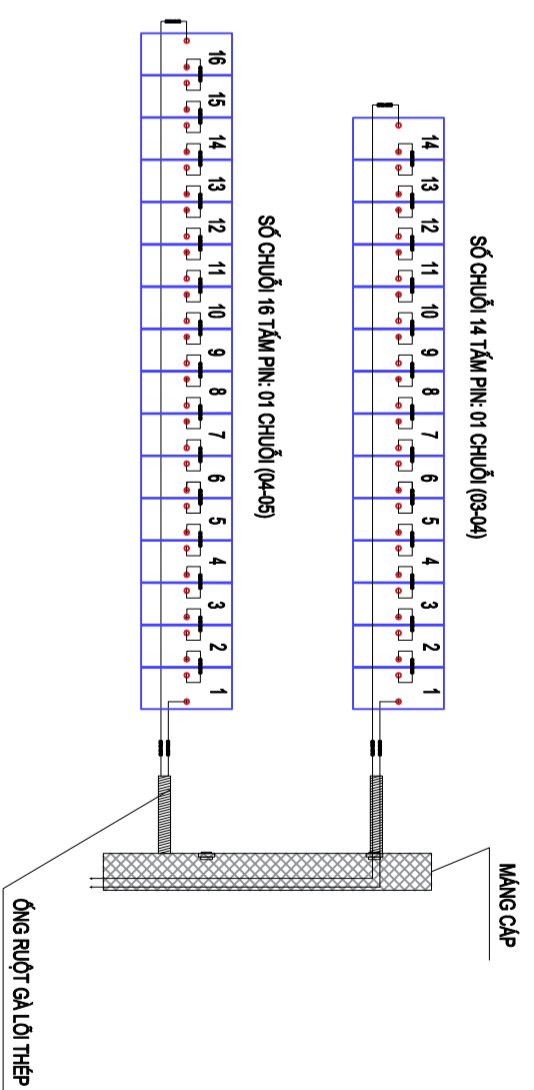 MÁNG CÁP
SỐ CHUỖI 14 TẤM PIN: 01 CHUỖI (03-04)
14 13 12 11 10 9 8 7 6 5 4 3 2 1
SỐ CHUỖI 16 TẤM PIN: 01 CHUỖI (04-05)
16 15 14 13 12 11 10 9 8 7 6 5 4 3 2 1
ỐNG RUỘT GÀ LÕI THÉP